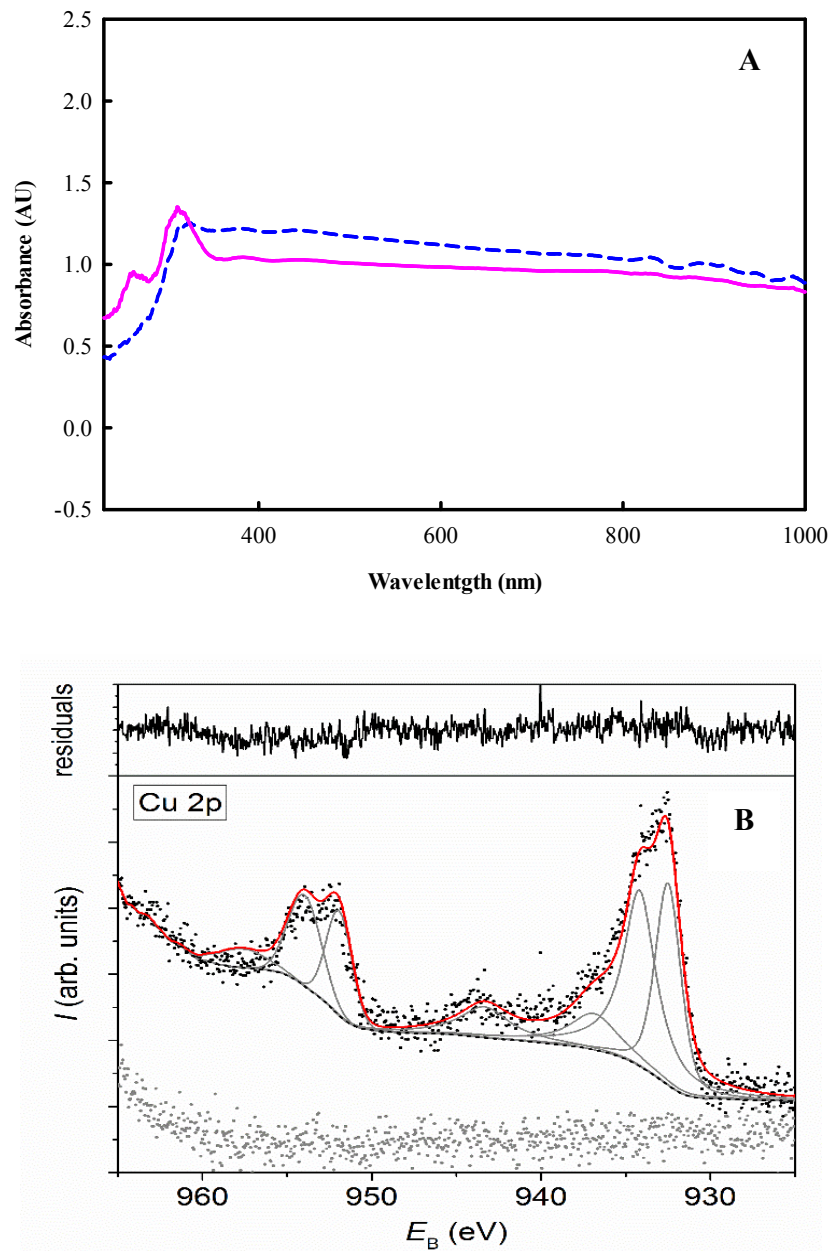 A
2.5
2.0
1.5
1.0
0.5
0.0
-0.5
Absorbance (AU)
400 600 800 1000
Wavelentgth (nm)
residuals
Cu 2p
B
I (arb. units)
960 950 940 930
E_B (eV)